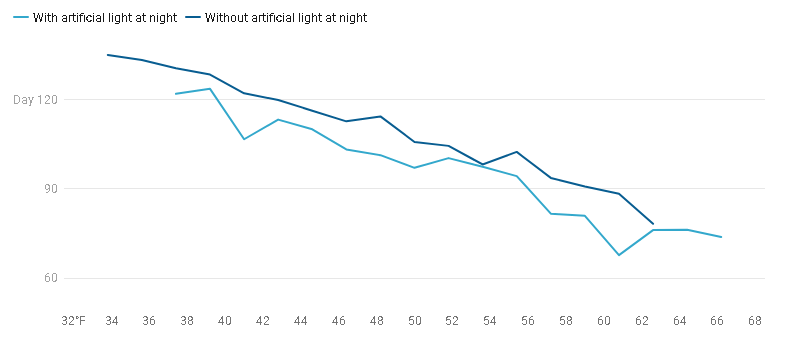 With artificial light at night Without artificial light at night
Day 120
90
60
32°F 34 36 38 40 42 44 46 48 50 52 54 56 58 60 62 64 66 68